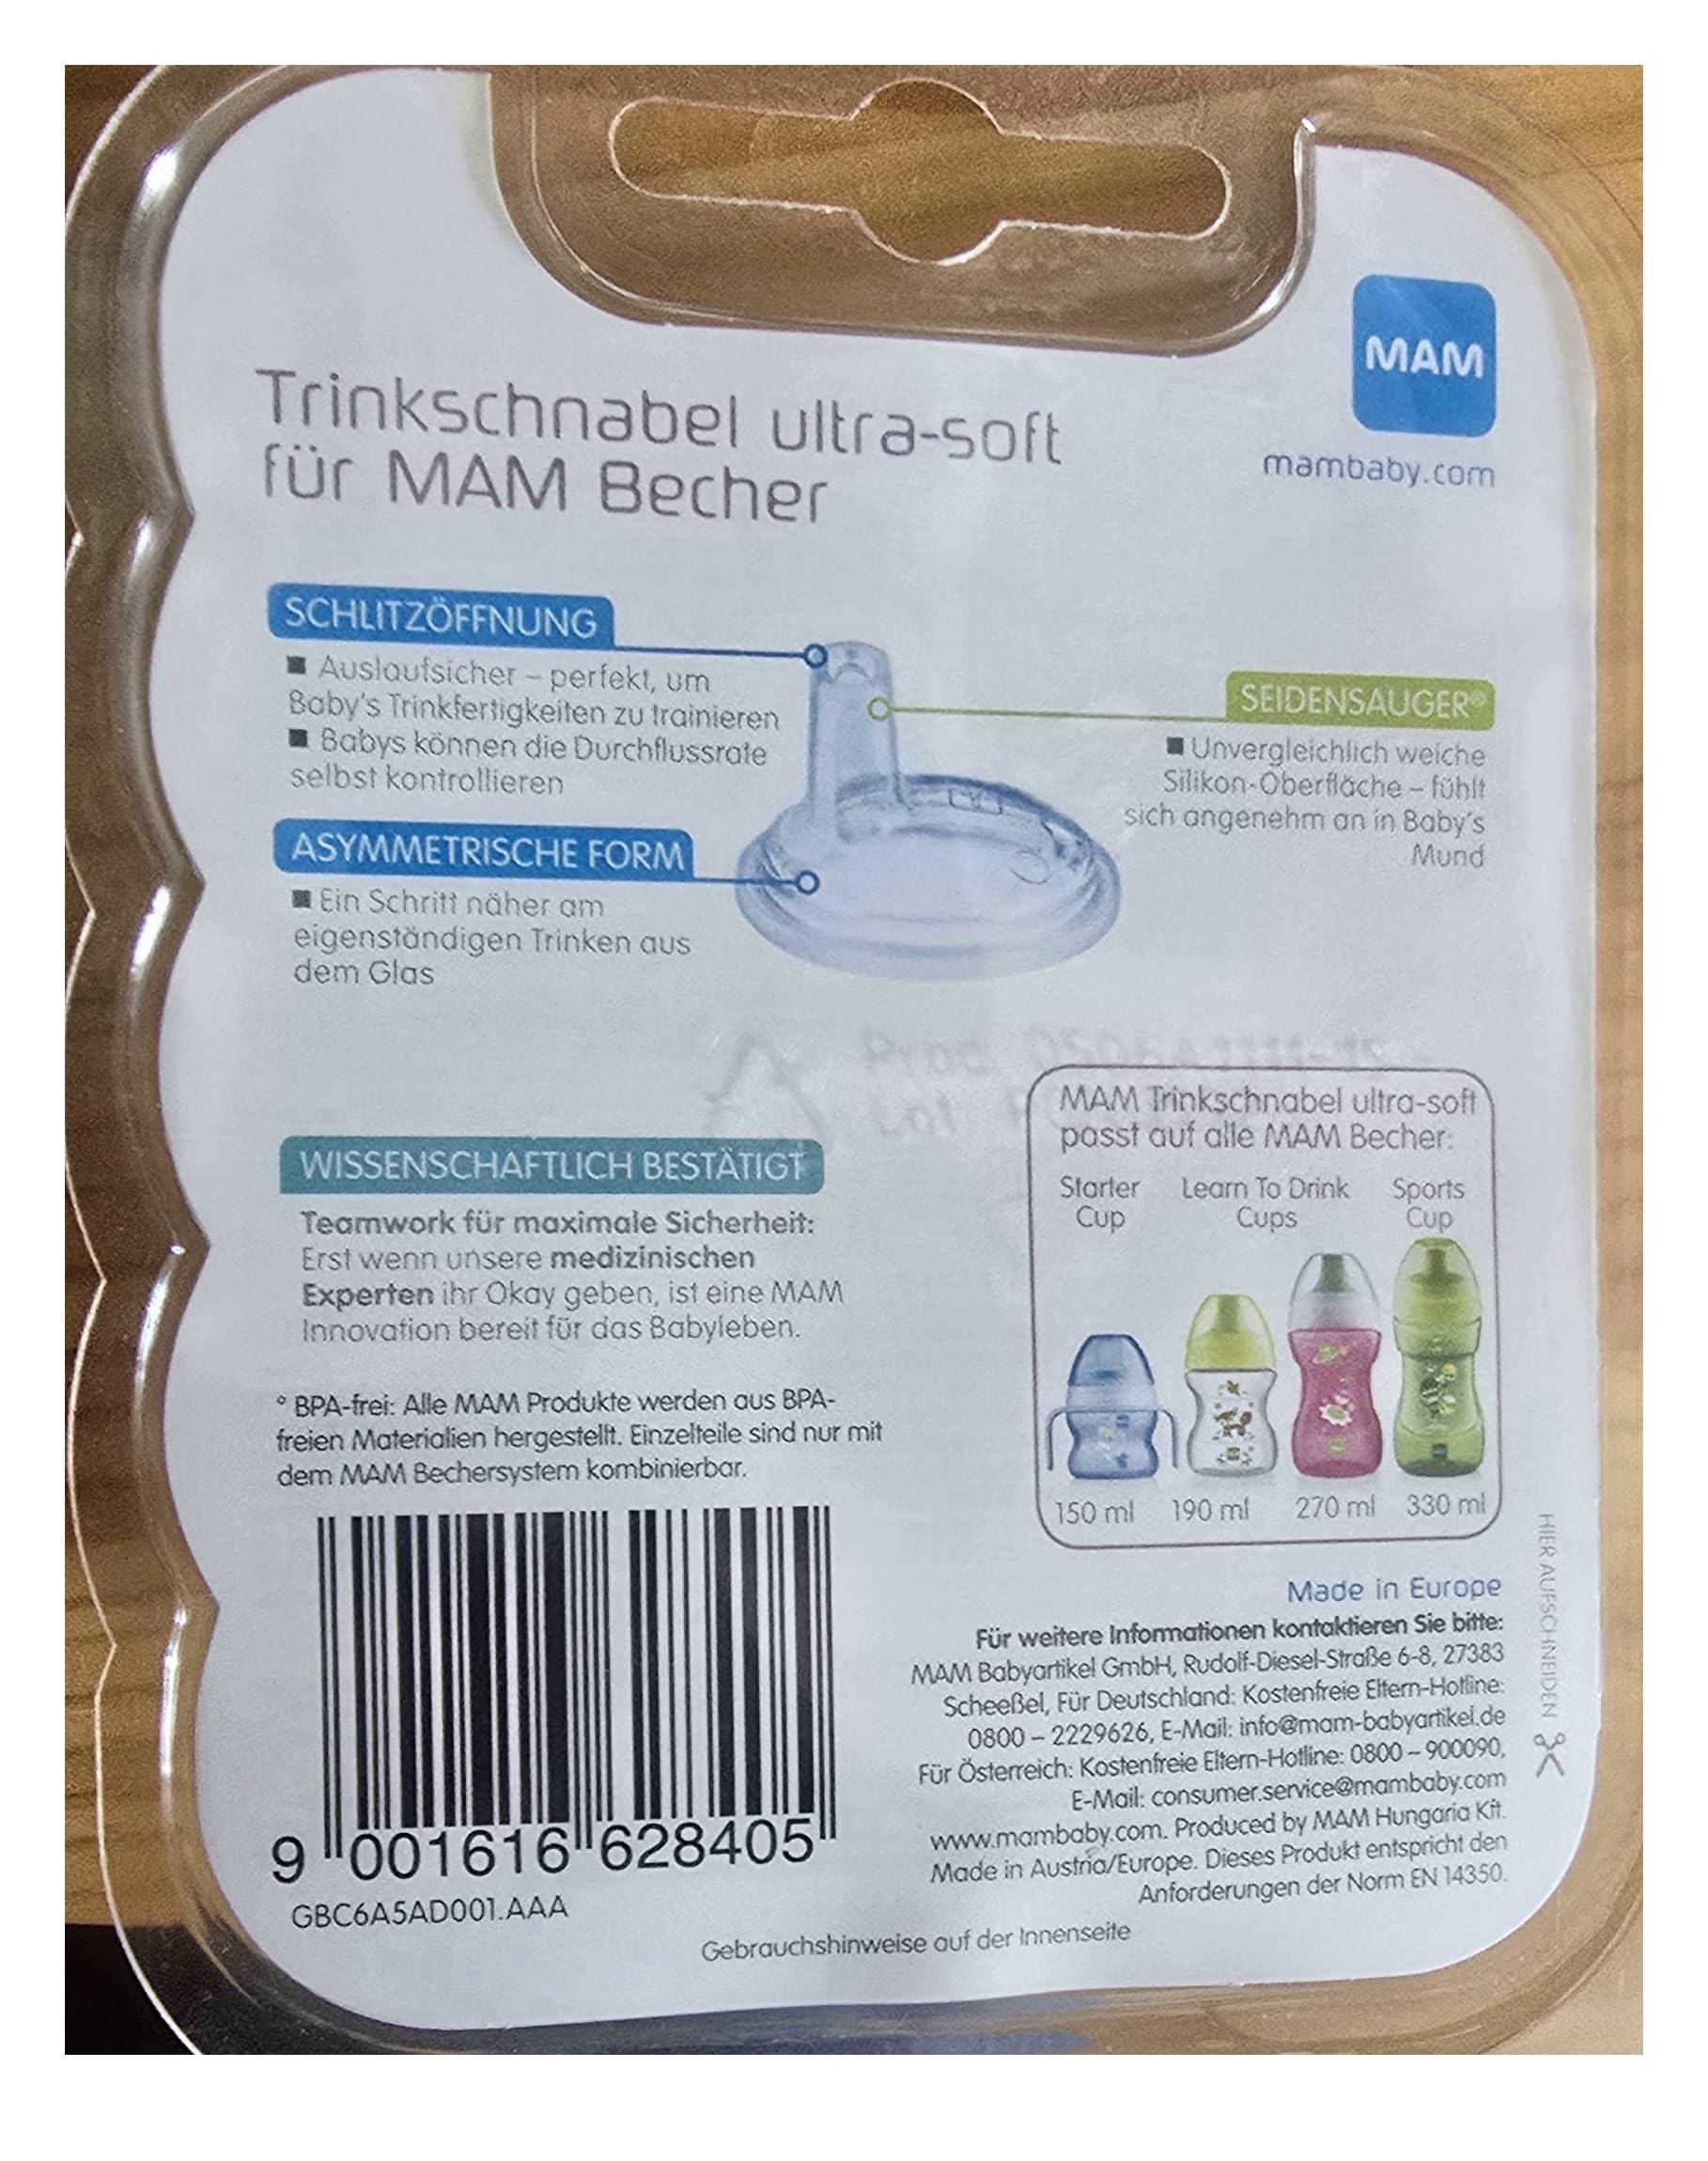 MAM
mambaby.com
Trinkschnabel ultra-soft
für MAM Becher
SCHLITZÖFFNUNG
■ Auslaufsicher – perfekt, um
Baby's Trinkfertigkeiten zu trainieren
■ Babys können die Durchflussrate
selbst kontrollieren
SEIDENSAUGER®
■ Unvergleichlich weiche
Silikon-Oberfläche – fühlt
sich angenehm an in Baby's
Mund
ASYMMETRISCHE FORM
■ Ein Schritt näher am
eigenständigen Trinken aus
dem Glas
Prod.
Lot
MAM Trinkschnabel ultra-soft
passt auf alle MAM Becher:
Starter
Cup
Learn To Drink
Cups
Sports
Cup
150 ml
190 ml
270 ml
330 ml
WISSENSCHAFTLICH BESTÄTIGT
Teamwork für maximale Sicherheit:
Erst wenn unsere medizinischen
Experten ihr Okay geben, ist eine MAM
Innovation bereit für das Babyleben.
° BPA-frei: Alle MAM Produkte werden aus BPA-
freien Materialien hergestellt. Einzelteile sind nur mit
dem MAM Bechersystem kombinierbar.
9 001616 628405
GBC6A5AD001.AAA
Made in Europe
Für weitere Informationen kontaktieren Sie bitte:
MAM Babyartikel GmbH, Rudolf-Diesel-Straße 6-8, 27383
Scheeßel, Für Deutschland: Kostenfreie Eltern-Hotline:
0800 – 2229626, E-Mail: info@mam-babyartikel.de
Für Österreich: Kostenfreie Eltern-Hotline: 0800 – 900090,
E-Mail: consumer.service@mambaby.com
www.mambaby.com. Produced by MAM Hungaria Kft.
Made in Austria/Europe. Dieses Produkt entspricht den
Anforderungen der Norm EN 14350.
Gebrauchshinweise auf der Innenseite
HIER AUFSCHNEIDEN